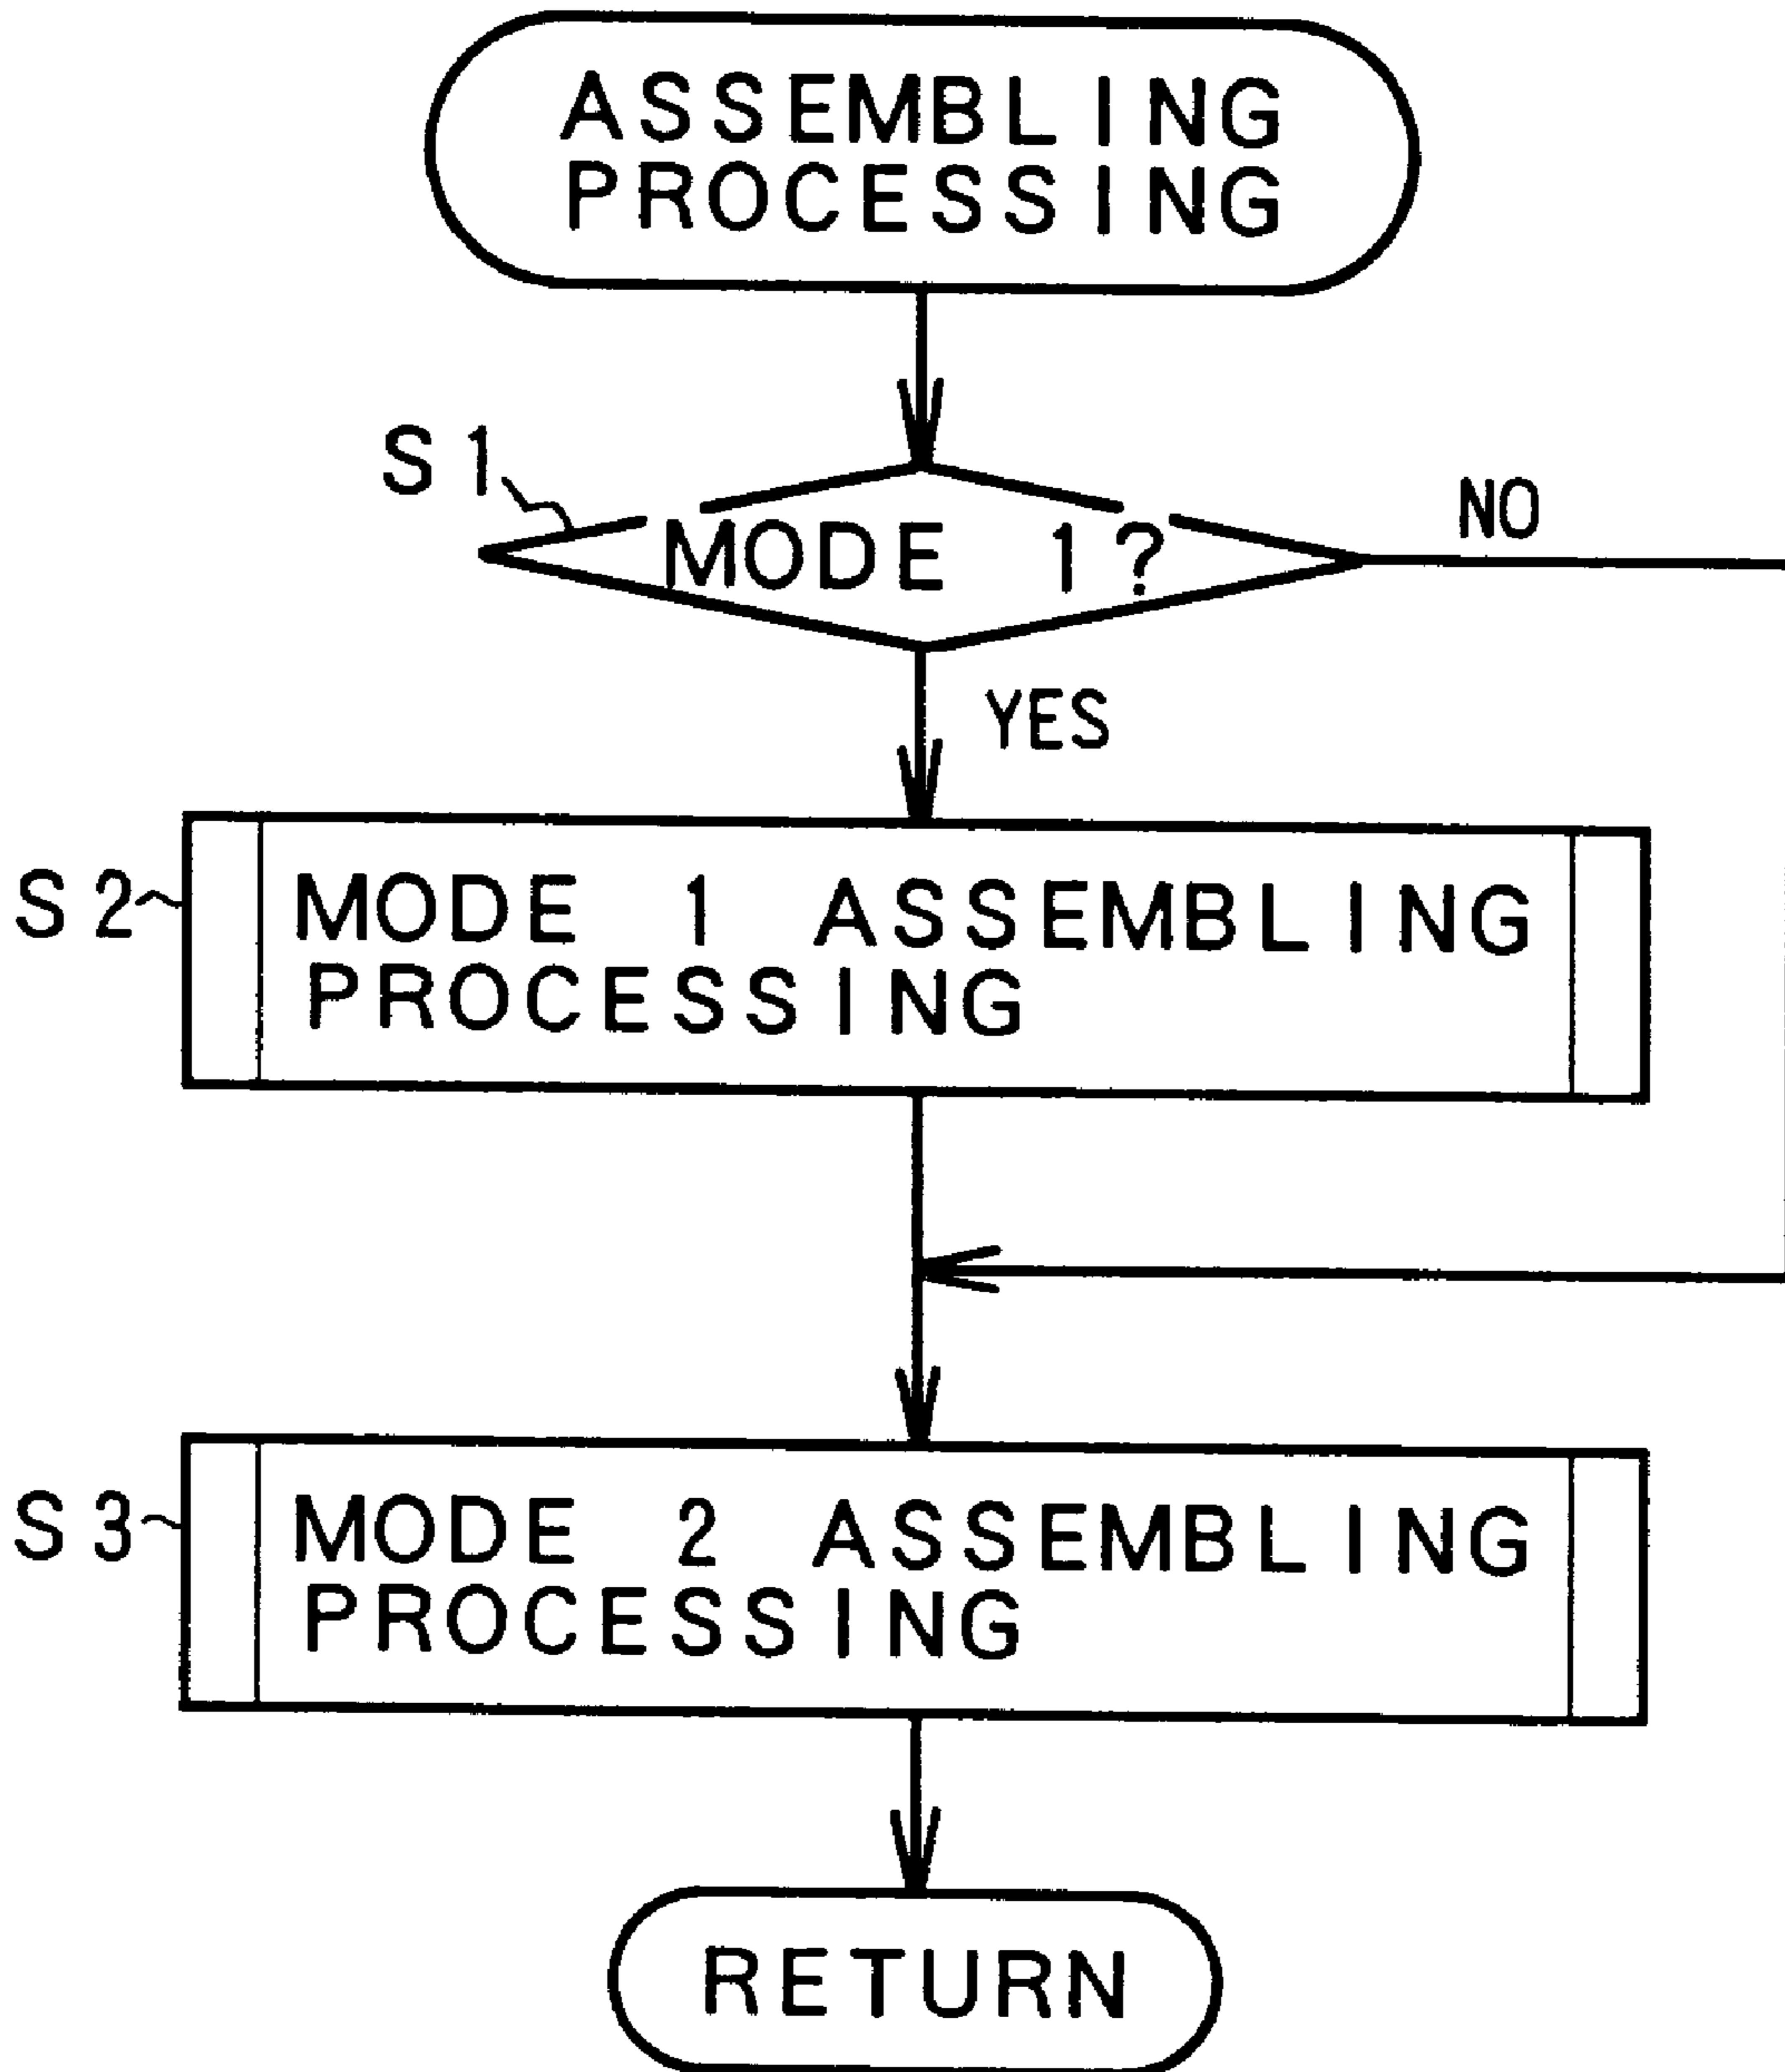 ASSEMBLING
PROCESSING
S1
MODE 1?
NO
YES
S2
MODE 1 ASSEMBLING
PROCESSING
S3
MODE 2 ASSEMBLING
PROCESSING
RETURN